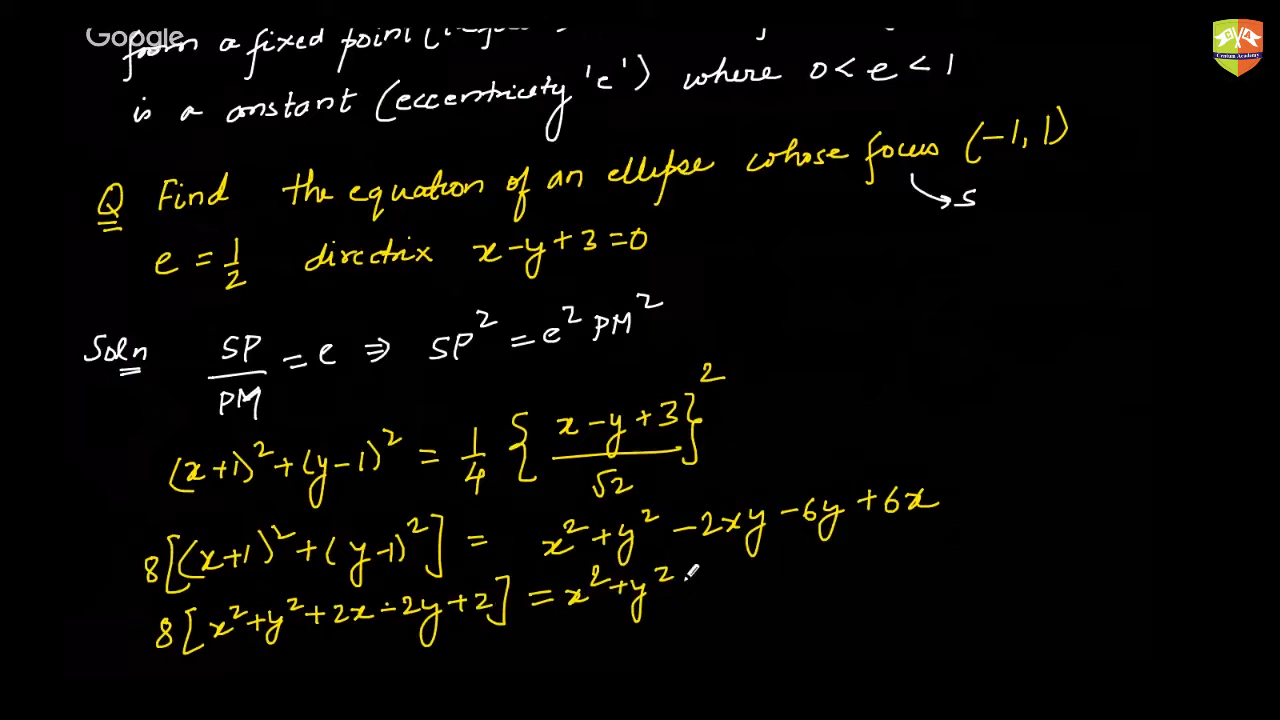 Google
from a fixed point (
is a constant (eccentricity 'e') where 0 < e < 1
Q Find the equation of an ellipse whose focus (-1, 1)
→ S
e = 1/2 directrix x - y + 3 = 0
Soln SP/PM = e ⇒ SP² = e² PM²
(x+1)² + (y-1)² = 1/4 { (x - y + 3)/√2 }²
8[(x+1)² + (y-1)²] = x² + y² - 2xy - 6y + 6x
8[x² + y² + 2x - 2y + 2] = x² + y²
Centum Academy